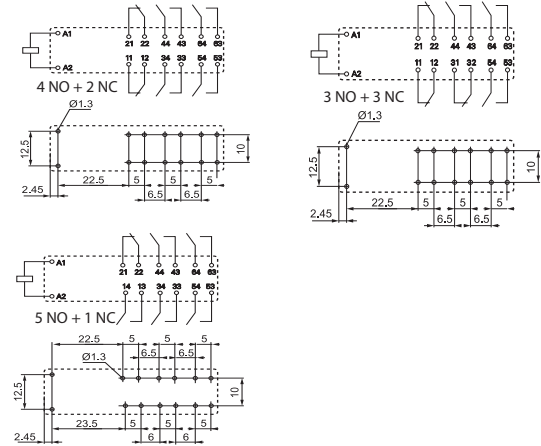 A1 21 22 44 43 64 63
A2 11 12 34 33 54 53
4 NO + 2 NC
Ø1.3
12.5
10
2.45 22.5 5 5 5
6.5 6.5
A1 21 22 44 43 64 63
A2 11 12 31 32 54 53
3 NO + 3 NC
Ø1.3
12.5
10
2.45 22.5 5 5 5
6.5 6.5
A1 21 22 44 43 64 63
A2 14 13 34 33 54 53
5 NO + 1 NC
22.5 5 5 5
Ø1.3 6.5 6.5
12.5
10
2.45 23.5 5 5 5
6 6